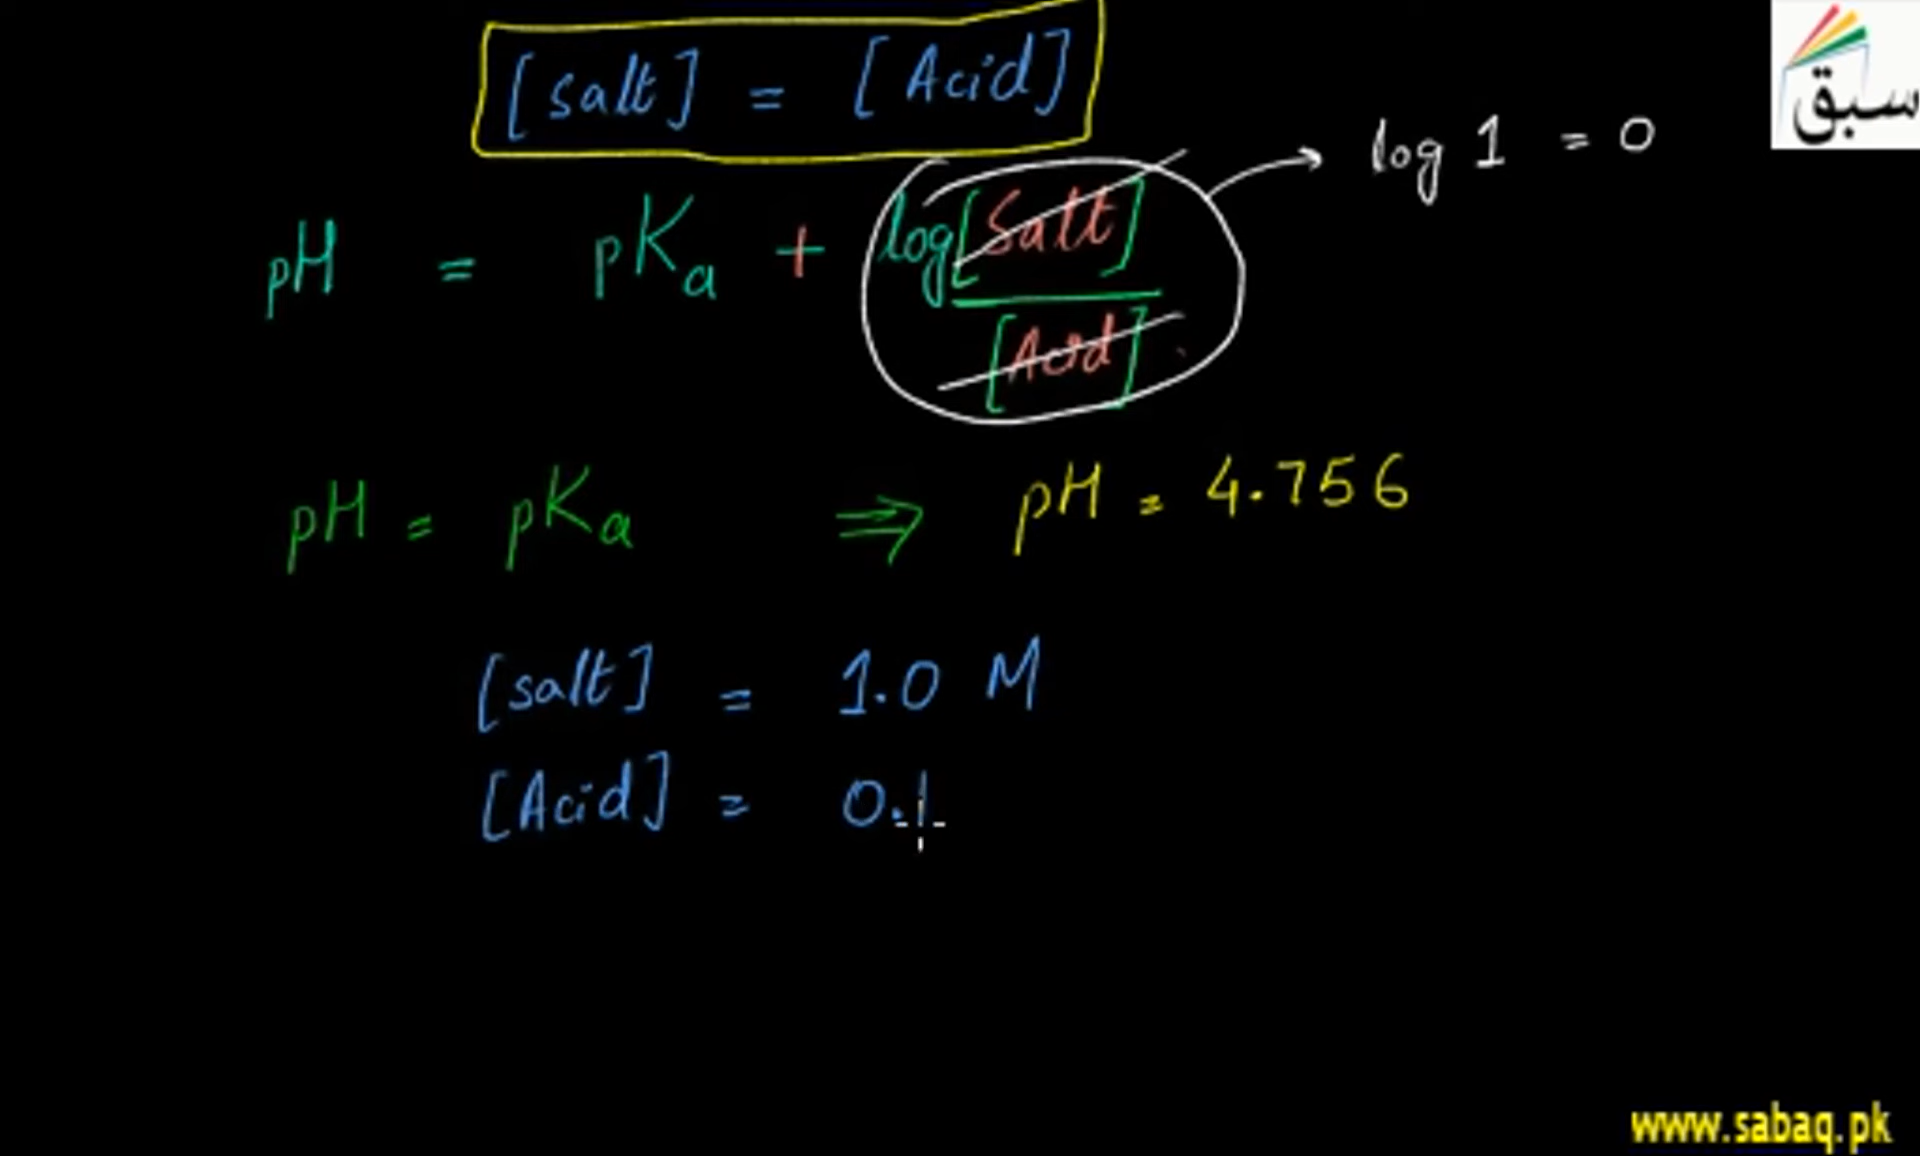 [Salt] = [Acid]
سبق
log 1 = 0
pH = pKa + log [Salt]
[Acid]
pH = pKa ⇒ pH = 4.756
[salt] = 1.0 M
[Acid] = 0.1
www.sabaq.pk